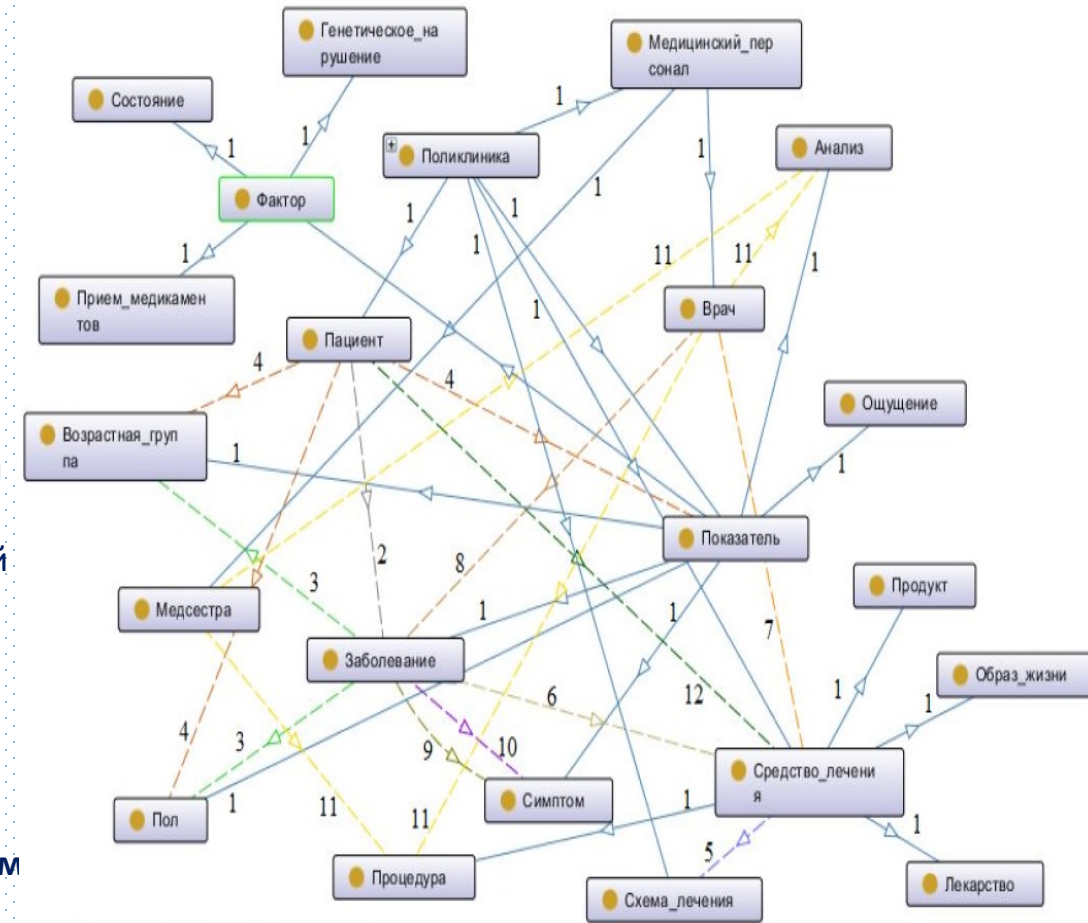 Генетическое_на
рушение
Медицинский_пер
сонал
Состояние
1
1
1
Поликлиника
Анализ
Фактор
1
1
1
1
1
1
11
11
1
Прием_медикамен
тов
1
Врач
Пациент
4
4
Ощущение
Возрастная_груп
па
1
1
Показатель
й
2
8
3
Продукт
Медсестра
1
1
7
Заболевание
Образ_жизни
6
12
1
1
4
3
9
10
Средство_лечени
я
Симптом
1
1
Пол
11
11
1
5
м
Процедура
Схема_лечения
Лекарство